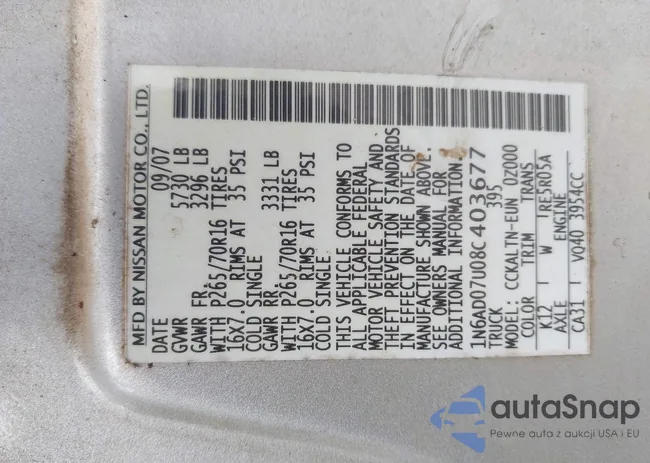 MFD BY NISSAN MOTOR CO., LTD.
DATE 09/07
GVWR 5730 LB
GAWR FR. 3296 LB
WITH P265/70R16 TIRES
16X7.0 RIMS AT 35 PSI
COLD SINGLE
GAWR RR. 3331 LB
WITH P265/70R16 TIRES
16X7.0 RIMS AT 35 PSI
COLD SINGLE
THIS VEHICLE CONFORMS TO
ALL APPLICABLE FEDERAL
MOTOR VEHICLE SAFETY AND
THEFT PREVENTION STANDARDS
IN EFFECT ON THE DATE OF
MANUFACTURE SHOWN ABOVE.
SEE OWNERS MANUAL FOR
ADDITIONAL INFORMATION
1N6AD07U08C403677
TRUCK 395
MODEL: CCKALTN-EUN 0Z000
COLOR TRIM TRANS
K12 W RE5R05A
AXLE ENGINE
CA31 VQ40 3954CC
autoSnap
Pewne auta z aukcji USA i EU